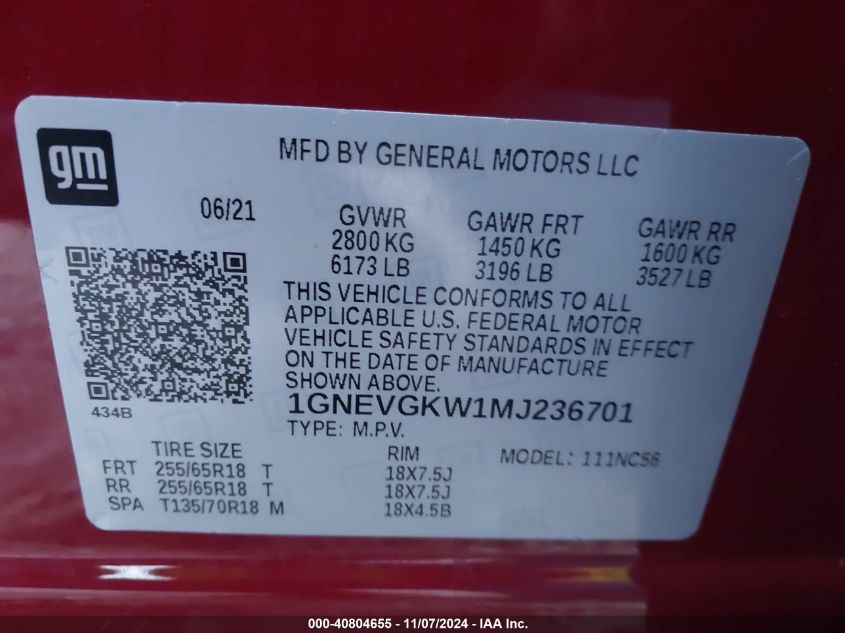 gm
MFD BY GENERAL MOTORS LLC
06/21 GVWR GAWR FRT GAWR RR
2800 KG 1450 KG 1600 KG
6173 LB 3196 LB 3527 LB
THIS VEHICLE CONFORMS TO ALL
APPLICABLE U.S. FEDERAL MOTOR
VEHICLE SAFETY STANDARDS IN EFFECT
ON THE DATE OF MANUFACTURE
SHOWN ABOVE.
434B 1GNEVGKW1MJ236701
TYPE: M.P.V.
TIRE SIZE RIM MODEL: 111NC56
FRT 255/65R18 T 18X7.5J
RR 255/65R18 T 18X7.5J
SPA T135/70R18 M 18X4.5B
000-40804655 - 11/07/2024 - IAA Inc.